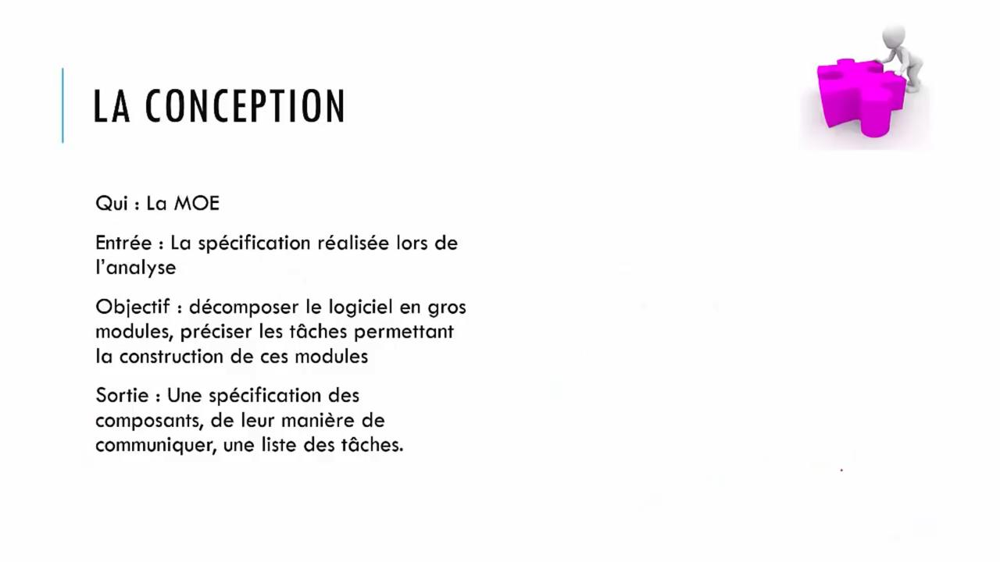 LA CONCEPTION
Qui : La MOE
Entrée : La spécification réalisée lors de
l’analyse
Objectif : décomposer le logiciel en gros
modules, préciser les tâches permettant
la construction de ces modules
Sortie : Une spécification des
composants, de leur manière de
communiquer, une liste des tâches.